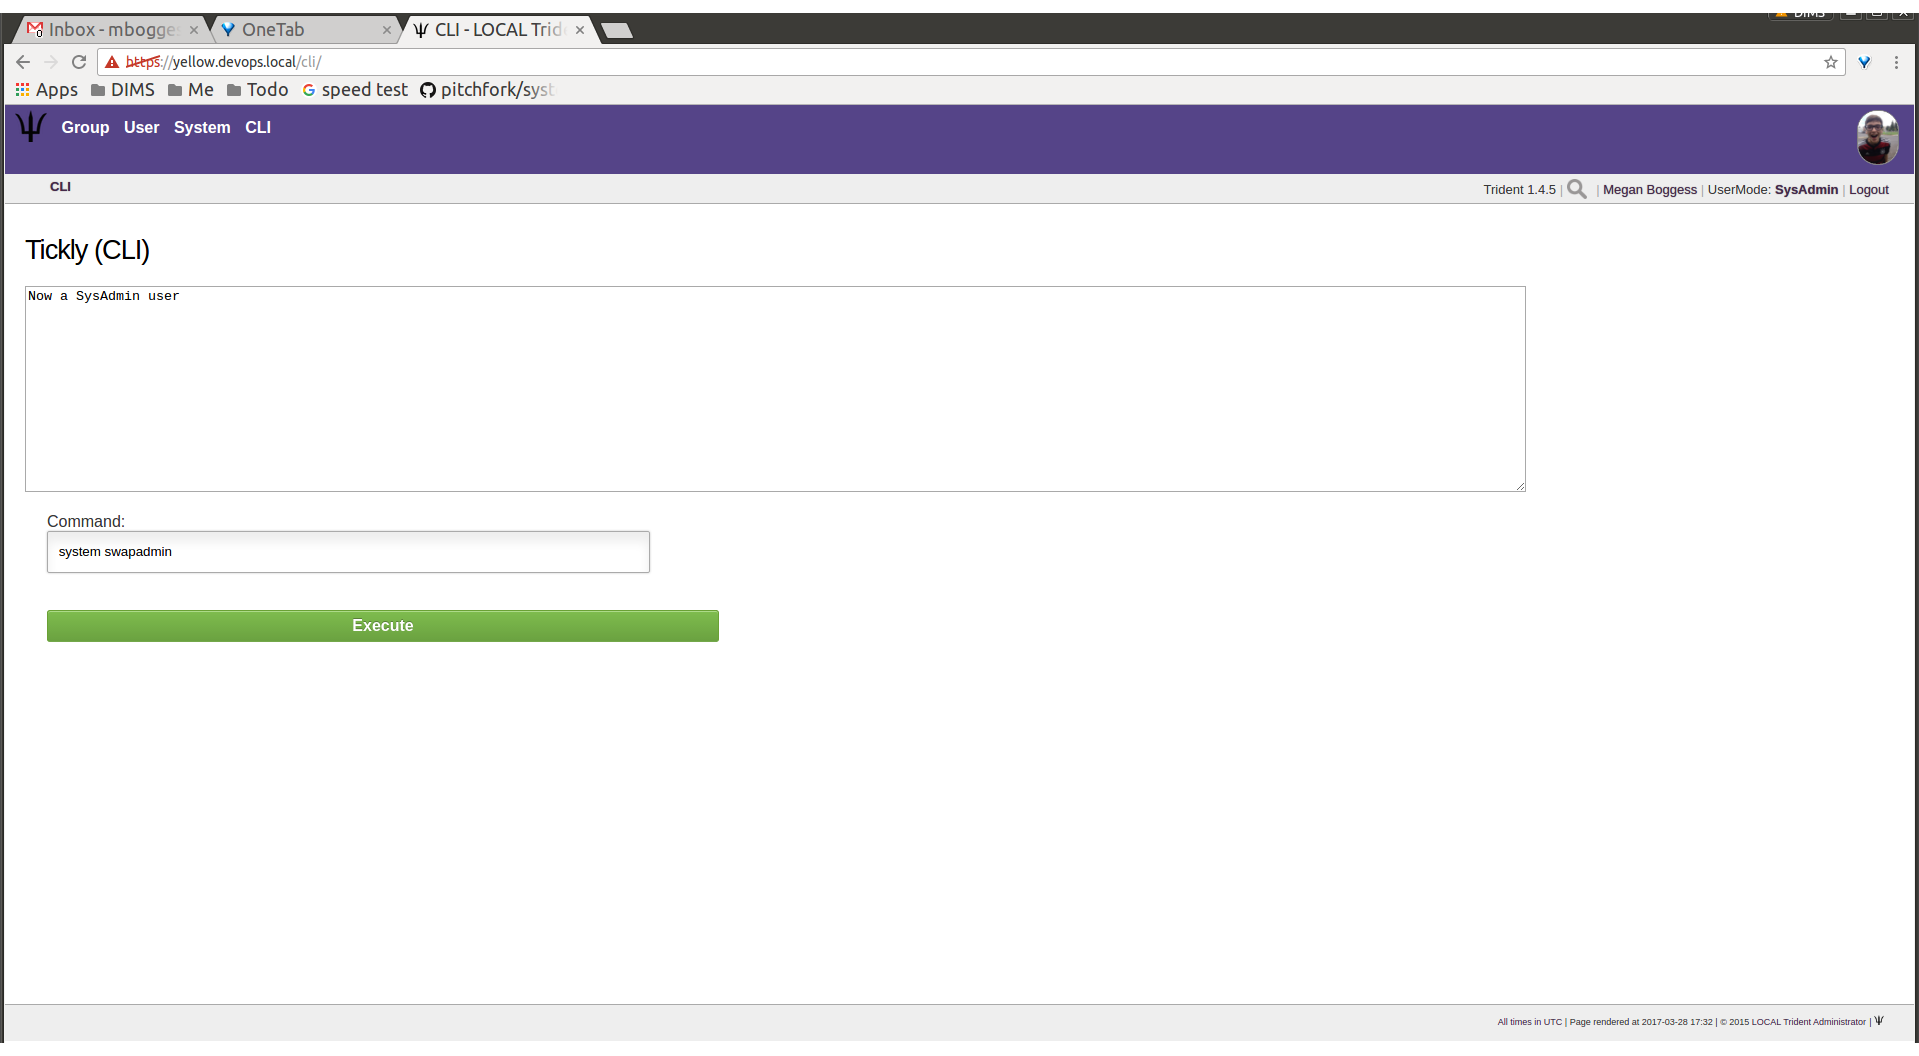 DIMS
Inbox - mbogge
OneTab
CLI - LOCAL Trid
https://yellow.devops.local/cli/
Apps DIMS Me Todo speed test pitchfork/syst
Group User System CLI
CLI
Trident 1.4.5 | | Megan Boggess | UserMode: SysAdmin | Logout
Tickly (CLI)
Now a SysAdmin user
Command:
system swapadmin
Execute
All times in UTC | Page rendered at 2017-03-28 17:32 | © 2015 LOCAL Trident Administrator |